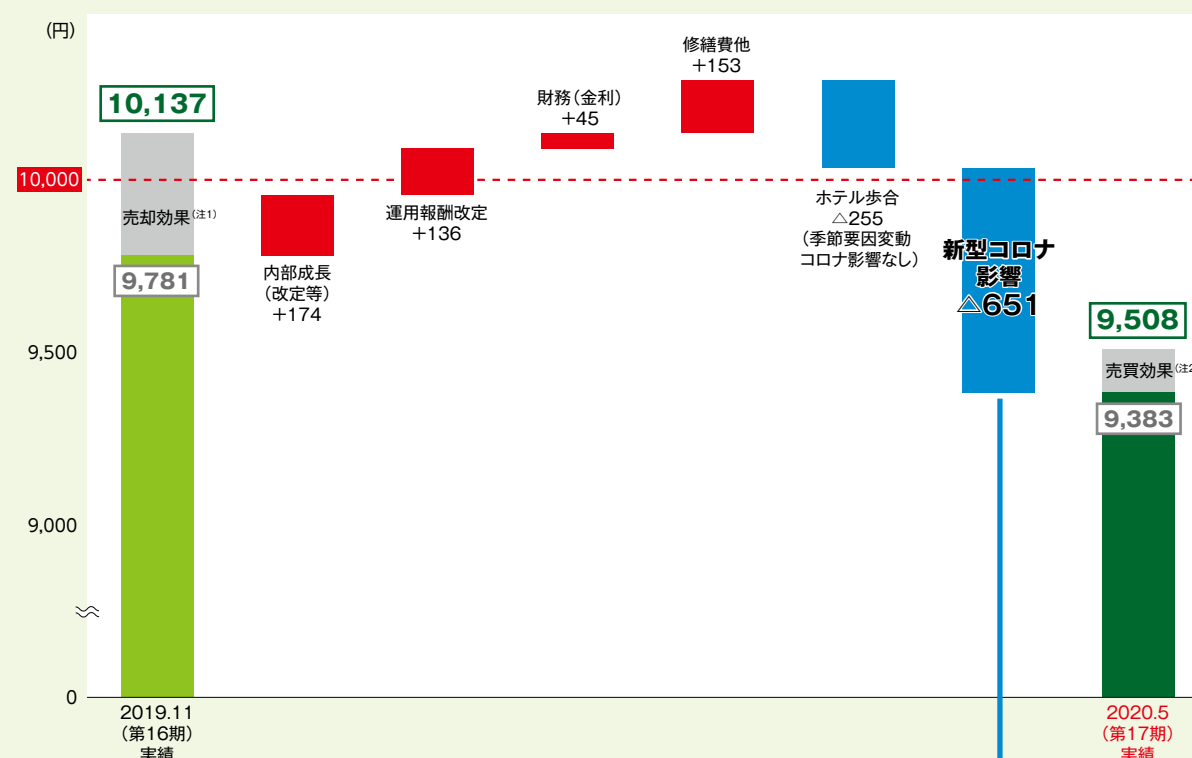 (円)
10,137
10,000
売却効果(注1)
9,781
9,500
9,000
0
2019.11
(第16期)
実績
内部成長
(改定等)
+174
運用報酬改定
+136
財務(金利)
+45
修繕費他
+153
ホテル歩合
△255
(季節要因変動
コロナ影響なし)
新型コロナ
影響
△651
9,508
売買効果(注2
9,383
2020.5
(第17期)
実績